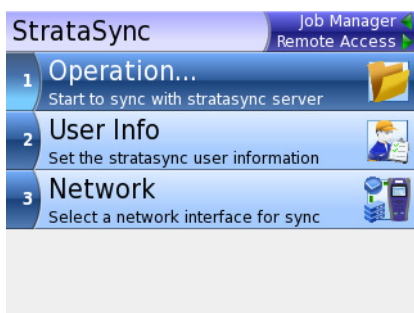 StrataSync
Job Manager
Remote Access
1
Operation...
Start to sync with stratasync server
2
User Info
Set the stratasync user information
3
Network
Select a network interface for sync